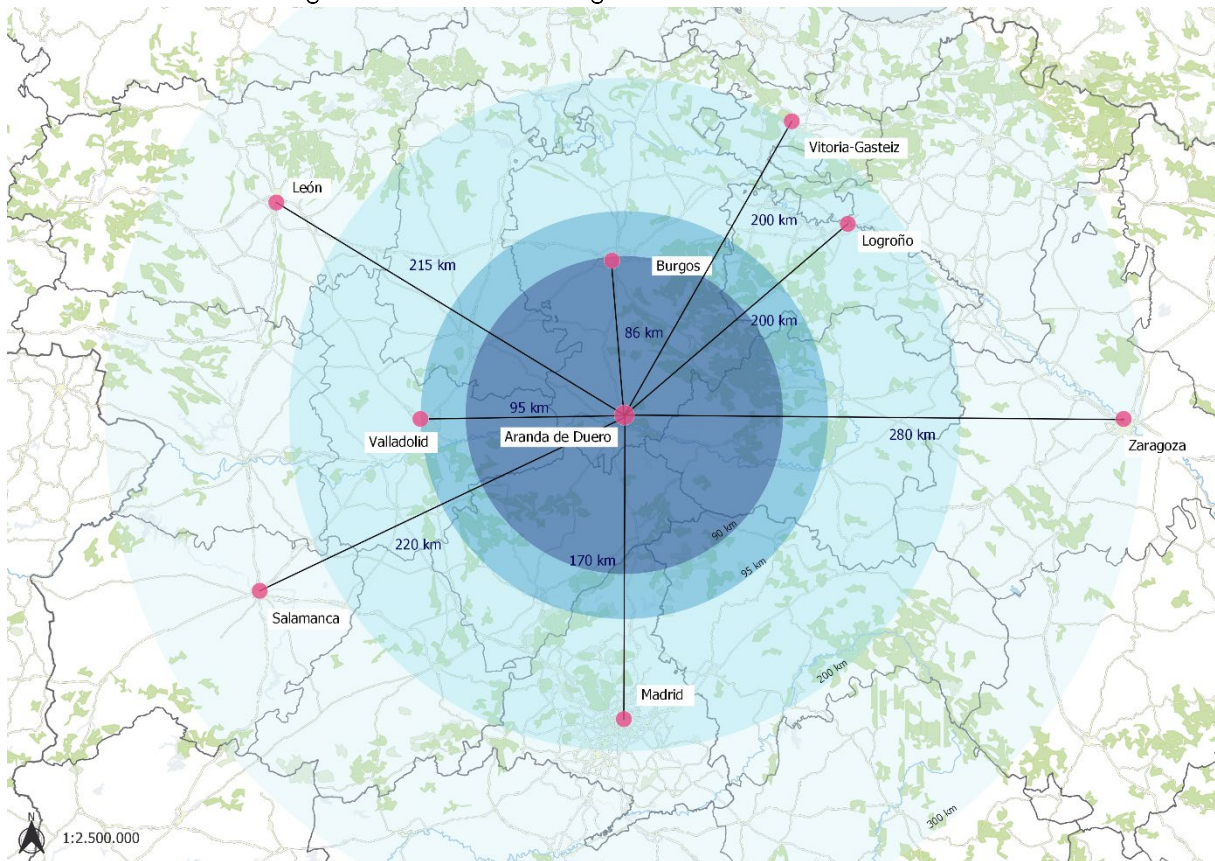 Vitoria-Gasteiz
León
200 km
Logroño
215 km
Burgos
200 km
86 km
95 km
Valladolid
Aranda de Duero
280 km
Zaragoza
90 km
220 km
170 km
95 km
Salamanca
200 km
Madrid
300 km
N
1:2.500.000